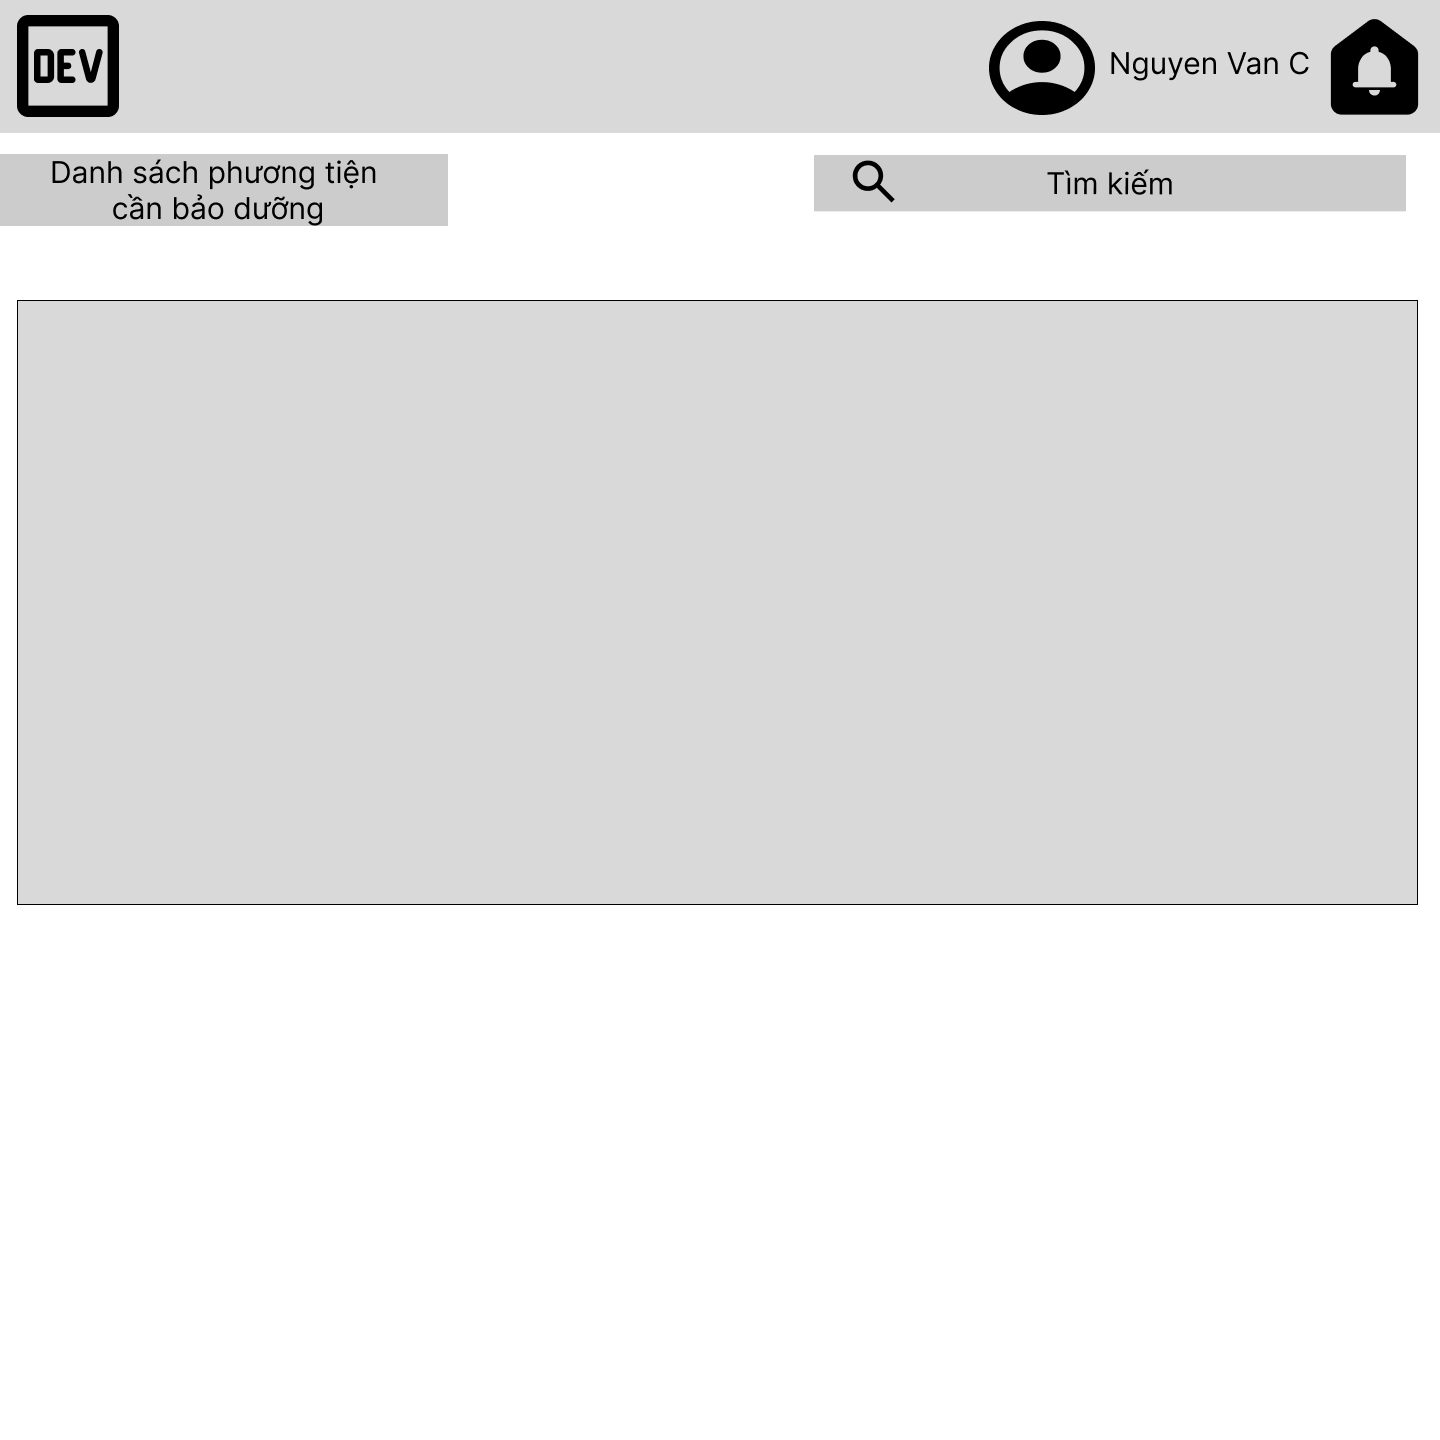 DEV
Nguyen Van C
Danh sách phương tiện
cần bảo dưỡng
Tìm kiếm